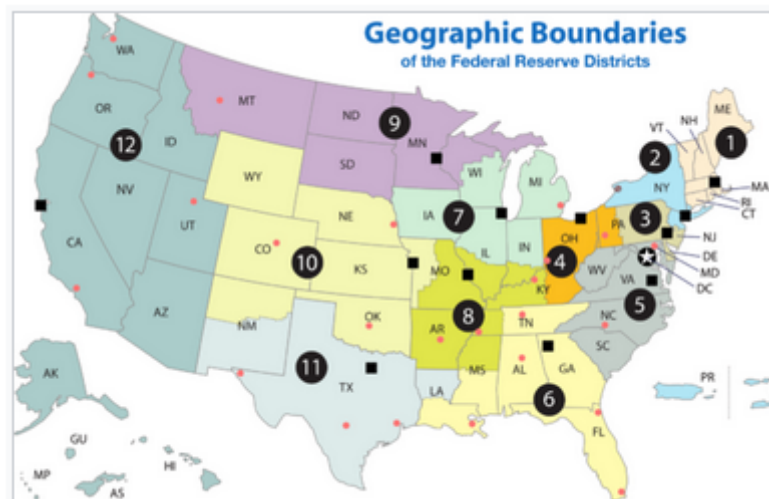 Geographic Boundaries
of the Federal Reserve Districts
WA
MT
ND
9
MN
ME
NH
VT
1
OR
12
ID
SD
WI
MI
2
NY
MA
RI
CT
WY
NV
IA
7
3
PA
NJ
NE
UT
CA
CO
10
IL
IN
OH
4
DE
MD
DC
KS
MO
WV
VA
KY
5
AZ
NM
OK
AR
8
TN
NC
SC
11
TX
LA
MS
AL
GA
6
FL
PR
AK
GU
HI
MP
AS